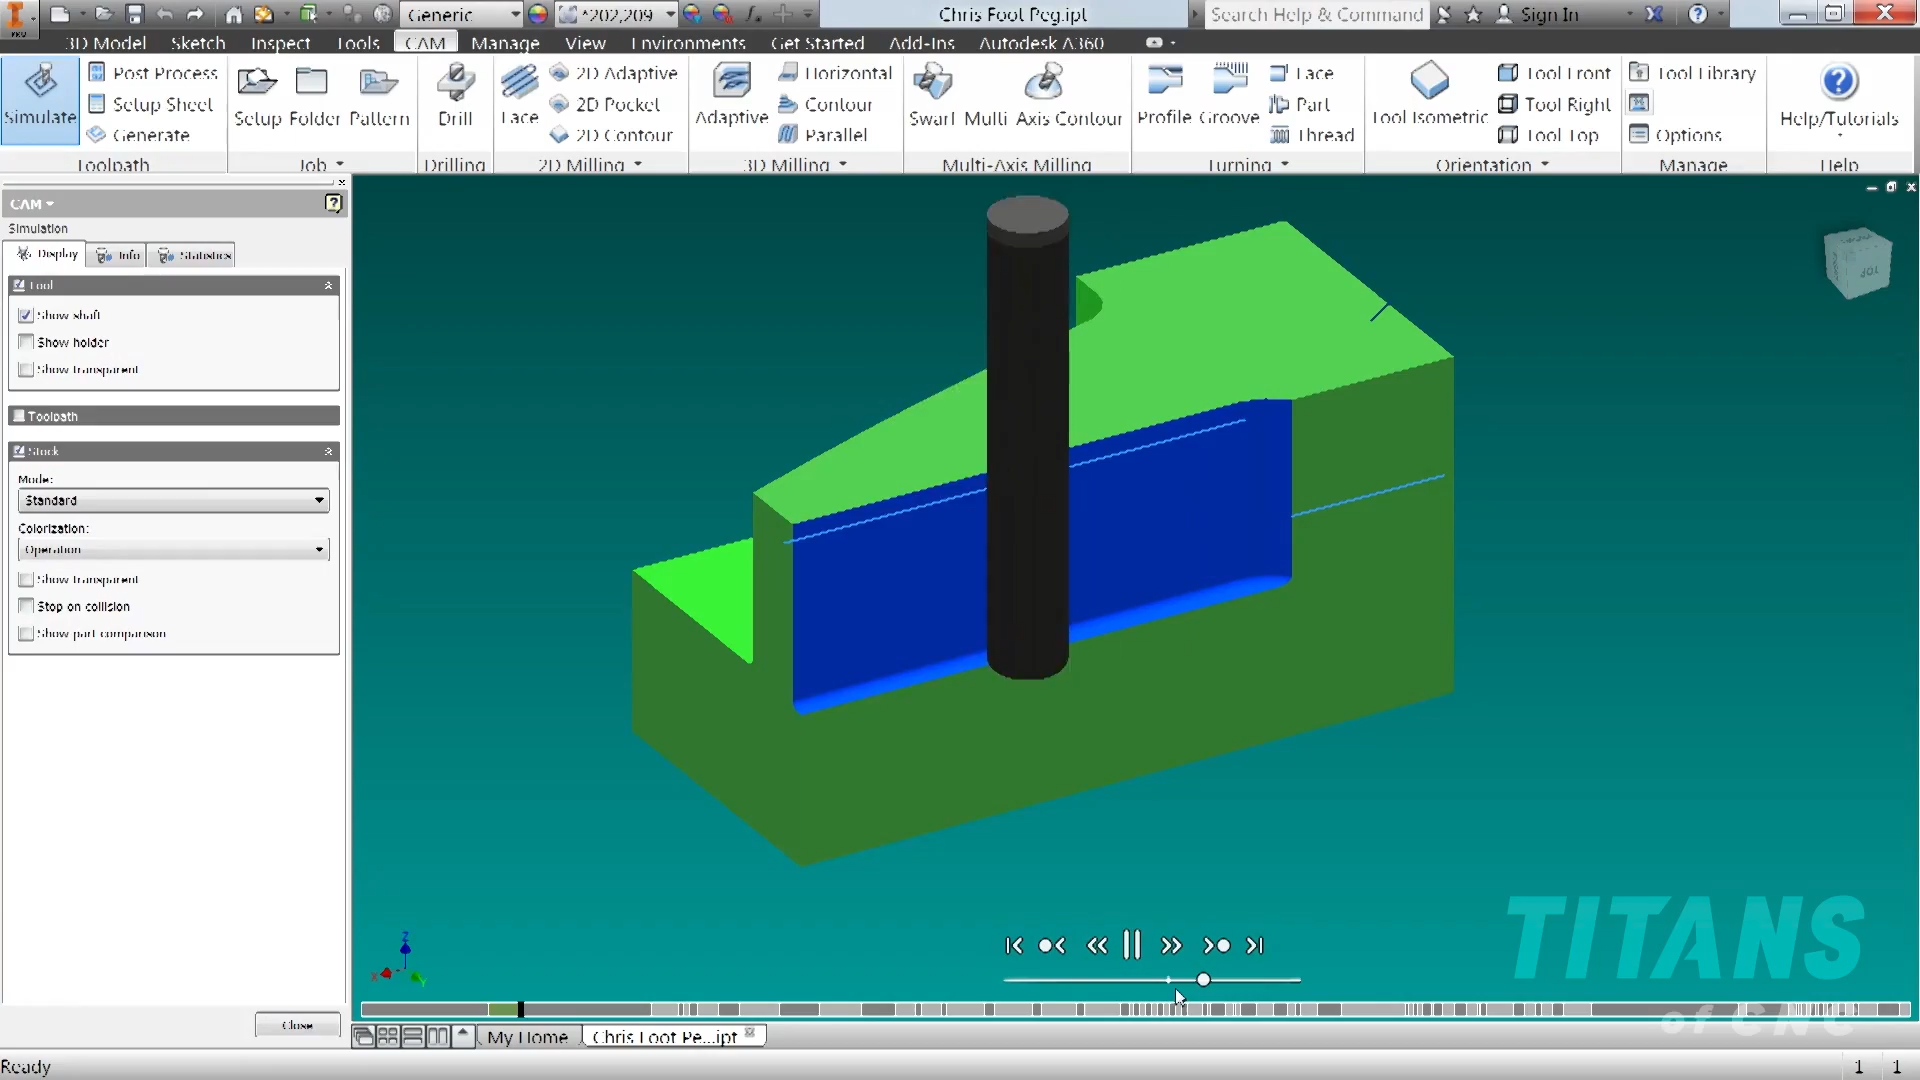 PRO Generic *202,209 Chris Foot Peg.ipt Search Help & Command Sign In
3D Model Sketch Inspect Tools CAM Manage View Environments Get Started Add-Ins Autodesk A360
Simulate
Post Process
Setup Sheet
Generate
Toolpath
Setup Folder Pattern
Job
Drill
Drilling
Face
2D Adaptive
2D Pocket
2D Contour
2D Milling
Adaptive
Horizontal
Contour
Parallel
3D Milling
Swarf Multi-Axis Contour
Multi-Axis Milling
Profile Groove
Face
Part
Thread
Turning
Tool Isometric
Tool Front
Tool Right
Tool Top
Orientation
Tool Library
Options
Manage
Help/Tutorials
Help
CAM
Simulation
Display Info Statistics
Tool
Show shaft
Show holder
Show transparent
Toolpath
Stock
Mode:
Standard
Colorization:
Operation
Show transparent
Stop on collision
Show part comparison
Close
TOP
Z
X
Y
TITANS
of CNC
My Home Chris Foot Pe...ipt
Ready 1 1